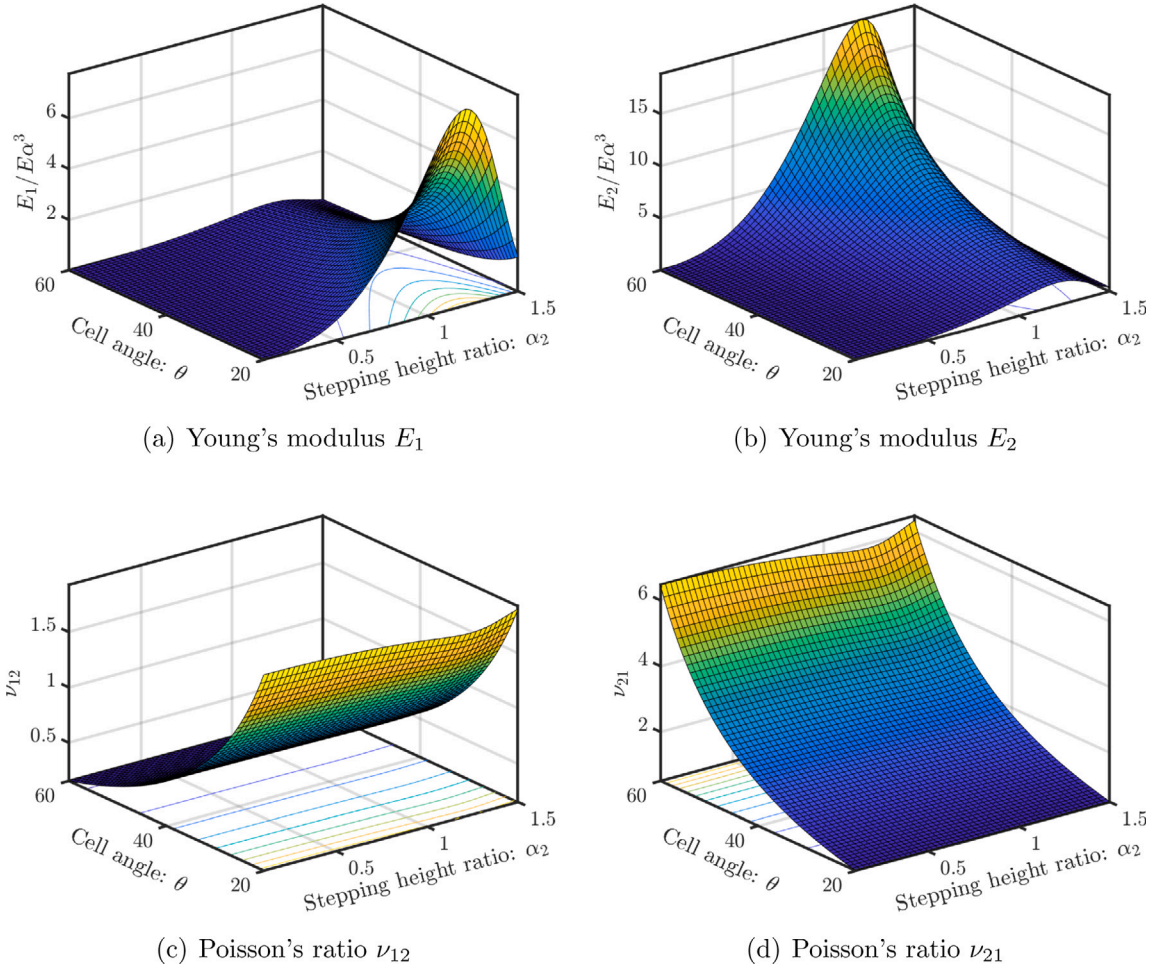 6
4
2
E₁/Eα³
60
40
20
Cell angle: θ
0.5
1
1.5
Stepping height ratio: α₂
(a) Young's modulus E₁
15
10
5
E₂/Eα³
60
40
20
Cell angle: θ
0.5
1
1.5
Stepping height ratio: α₂
(b) Young's modulus E₂
1.5
1
0.5
ν₁₂
60
40
20
Cell angle: θ
0.5
1
1.5
Stepping height ratio: α₂
(c) Poisson's ratio ν₁₂
6
4
2
ν₂₁
60
40
20
Cell angle: θ
0.5
1
1.5
Stepping height ratio: α₂
(d) Poisson's ratio ν₂₁